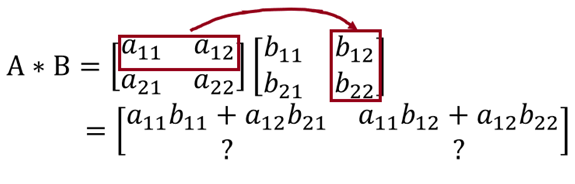 A ∗ B = [a₁₁ a₁₂] [b₁₁ b₁₂]
a₂₁ a₂₂ b₂₁ b₂₂
= [a₁₁b₁₁ + a₁₂b₂₁ a₁₁b₁₂ + a₁₂b₂₂]
? ?